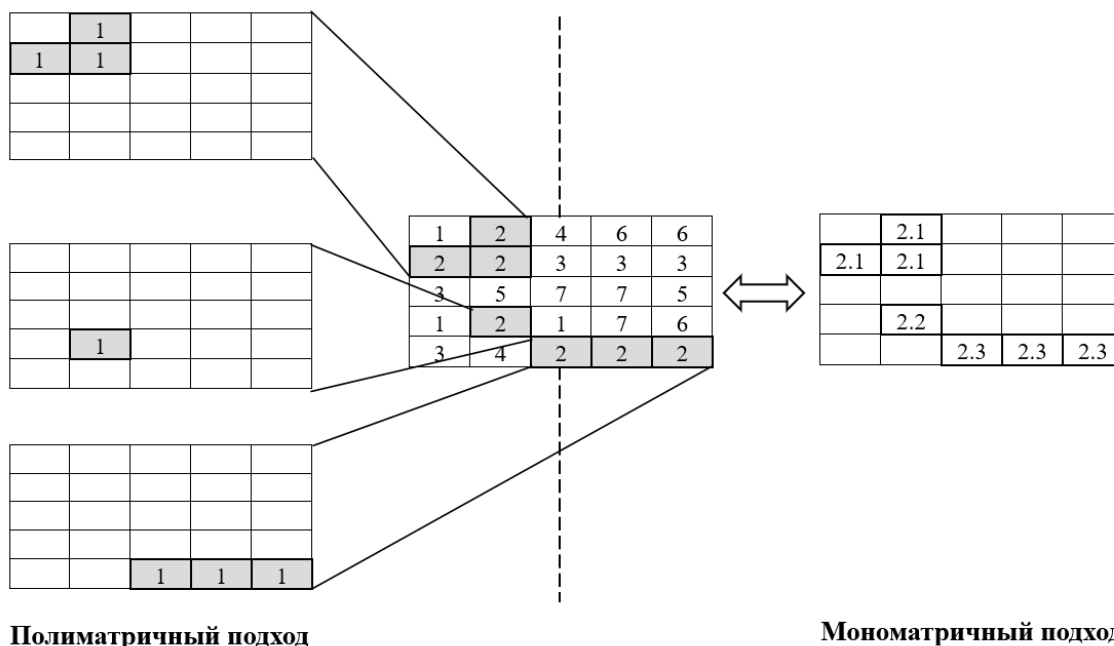 1
1 1
1
1 1 1
1 2 4 6 6
2 2 3 3 3
3 5 7 7 5
1 2 1 7 6
3 4 2 2 2
2.1
2.1 2.1
2.2
2.3 2.3 2.3
Полиматричный подход
Мономатричный подход